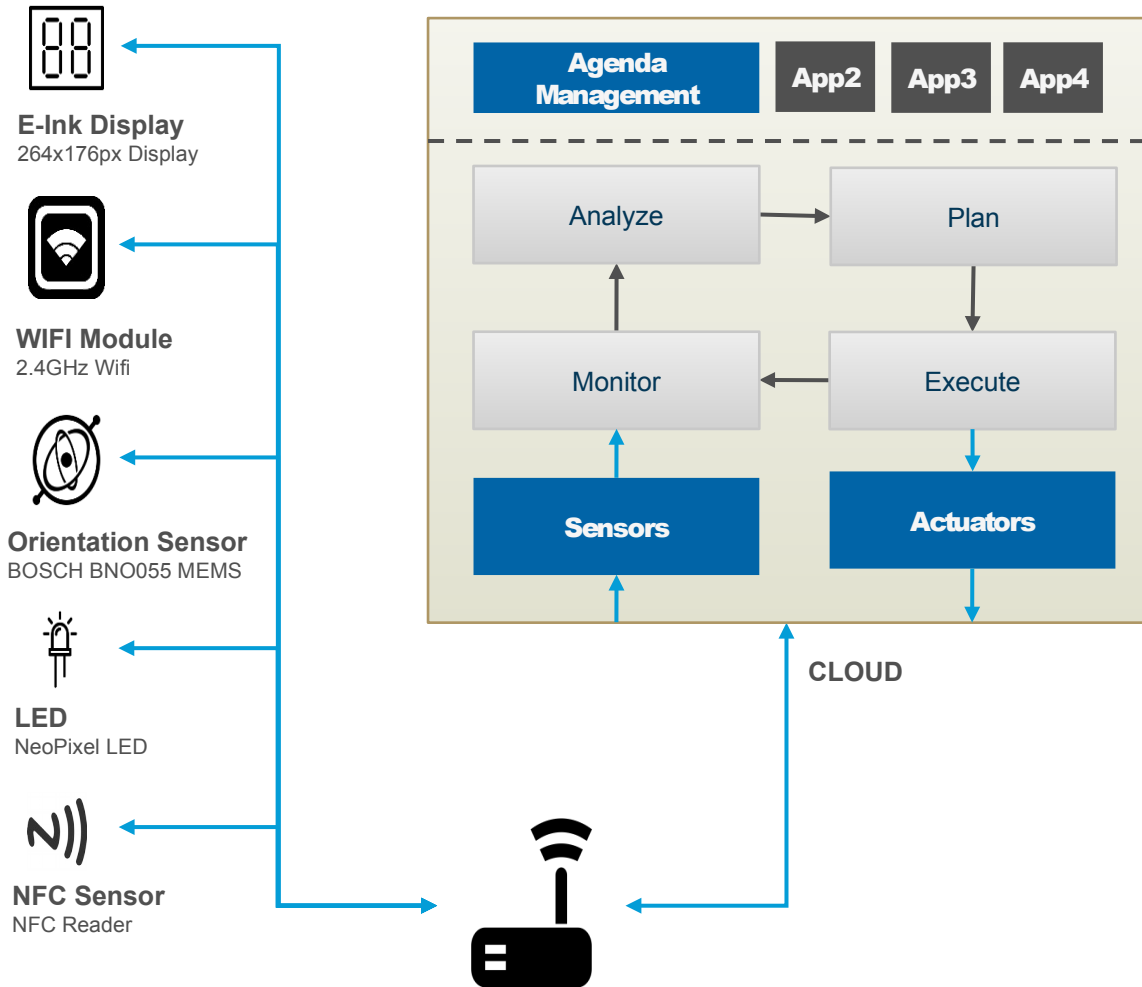 E-Ink Display
264x176px Display
WIFI Module
2.4GHz Wifi
Orientation Sensor
BOSCH BNO055 MEMS
LED
NeoPixel LED
NFC Sensor
NFC Reader
Agenda
Management
App2
App3
App4
Analyze
Plan
Monitor
Execute
Sensors
Actuators
CLOUD